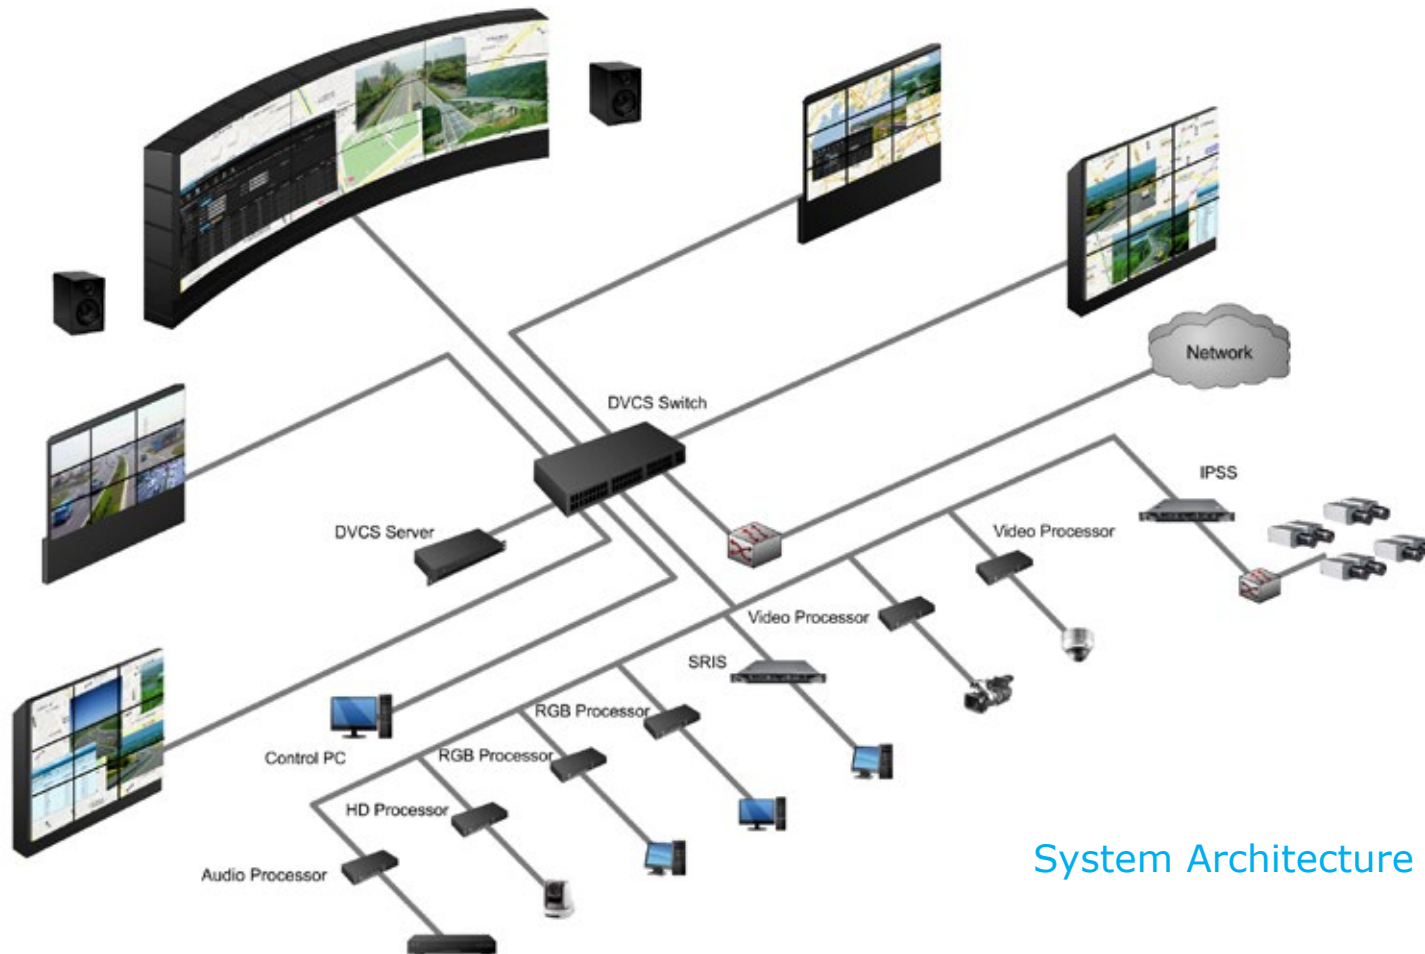 Network
DVCS Switch
IPSS
DVCS Server
Video Processor
Video Processor
SRIS
RGB Processor
Control PC
RGB Processor
HD Processor
Audio Processor
System Architecture